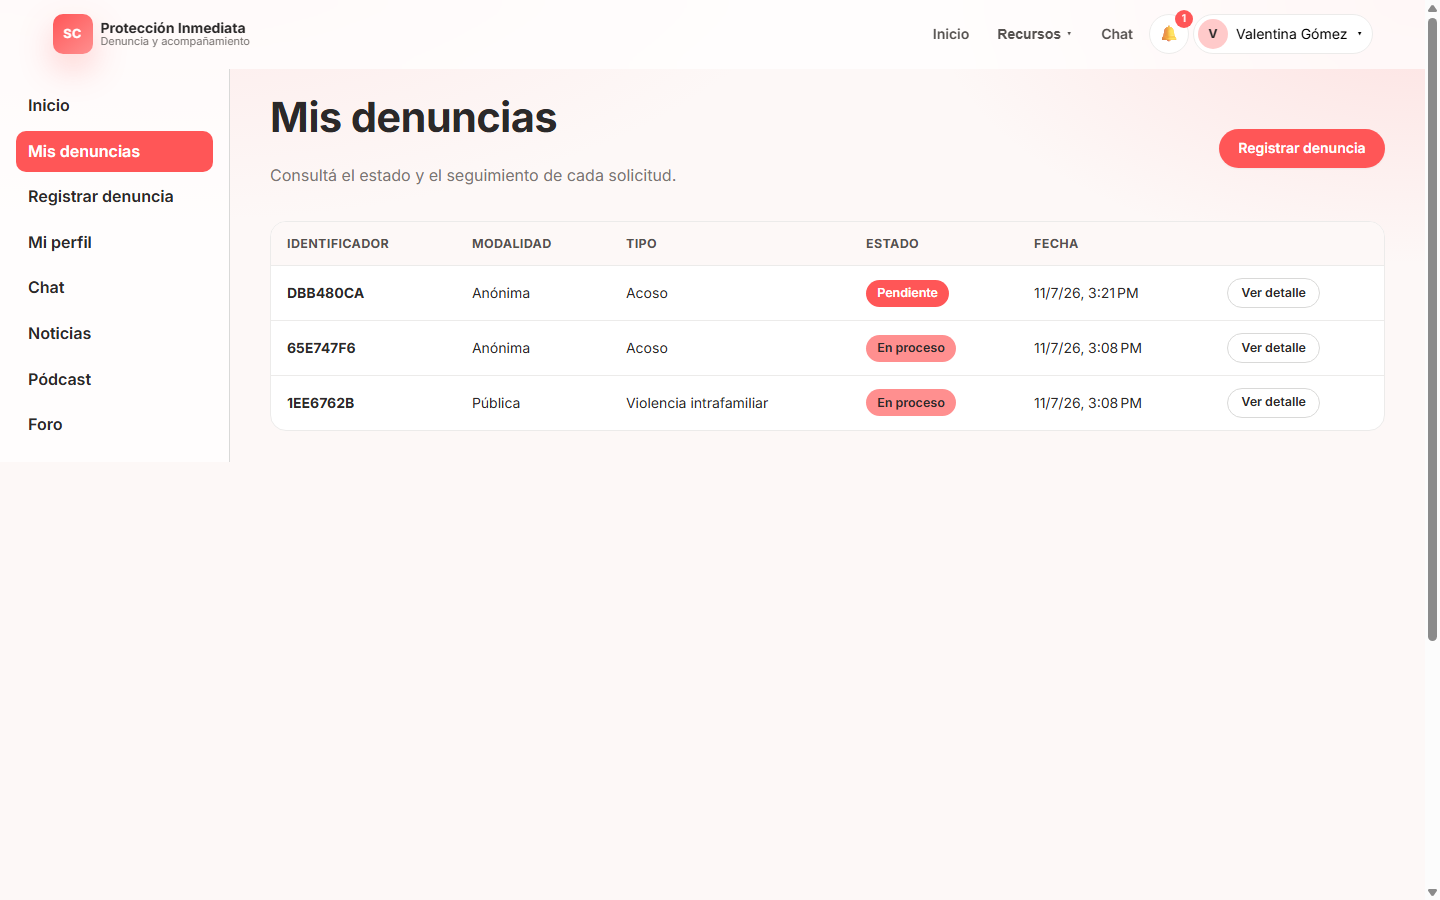 SC
Protección Inmediata
Denuncia y acompañamiento
Inicio
Recursos
Chat
1
V
Valentina Gómez
Inicio
Mis denuncias
Registrar denuncia
Mi perfil
Chat
Noticias
Pódcast
Foro
Mis denuncias
Consultá el estado y el seguimiento de cada solicitud.
Registrar denuncia
IDENTIFICADOR MODALIDAD TIPO ESTADO FECHA
DBB480CA Anónima Acoso Pendiente 11/7/26, 3:21 PM Ver detalle
65E747F6 Anónima Acoso En proceso 11/7/26, 3:08 PM Ver detalle
1EE6762B Pública Violencia intrafamiliar En proceso 11/7/26, 3:08 PM Ver detalle